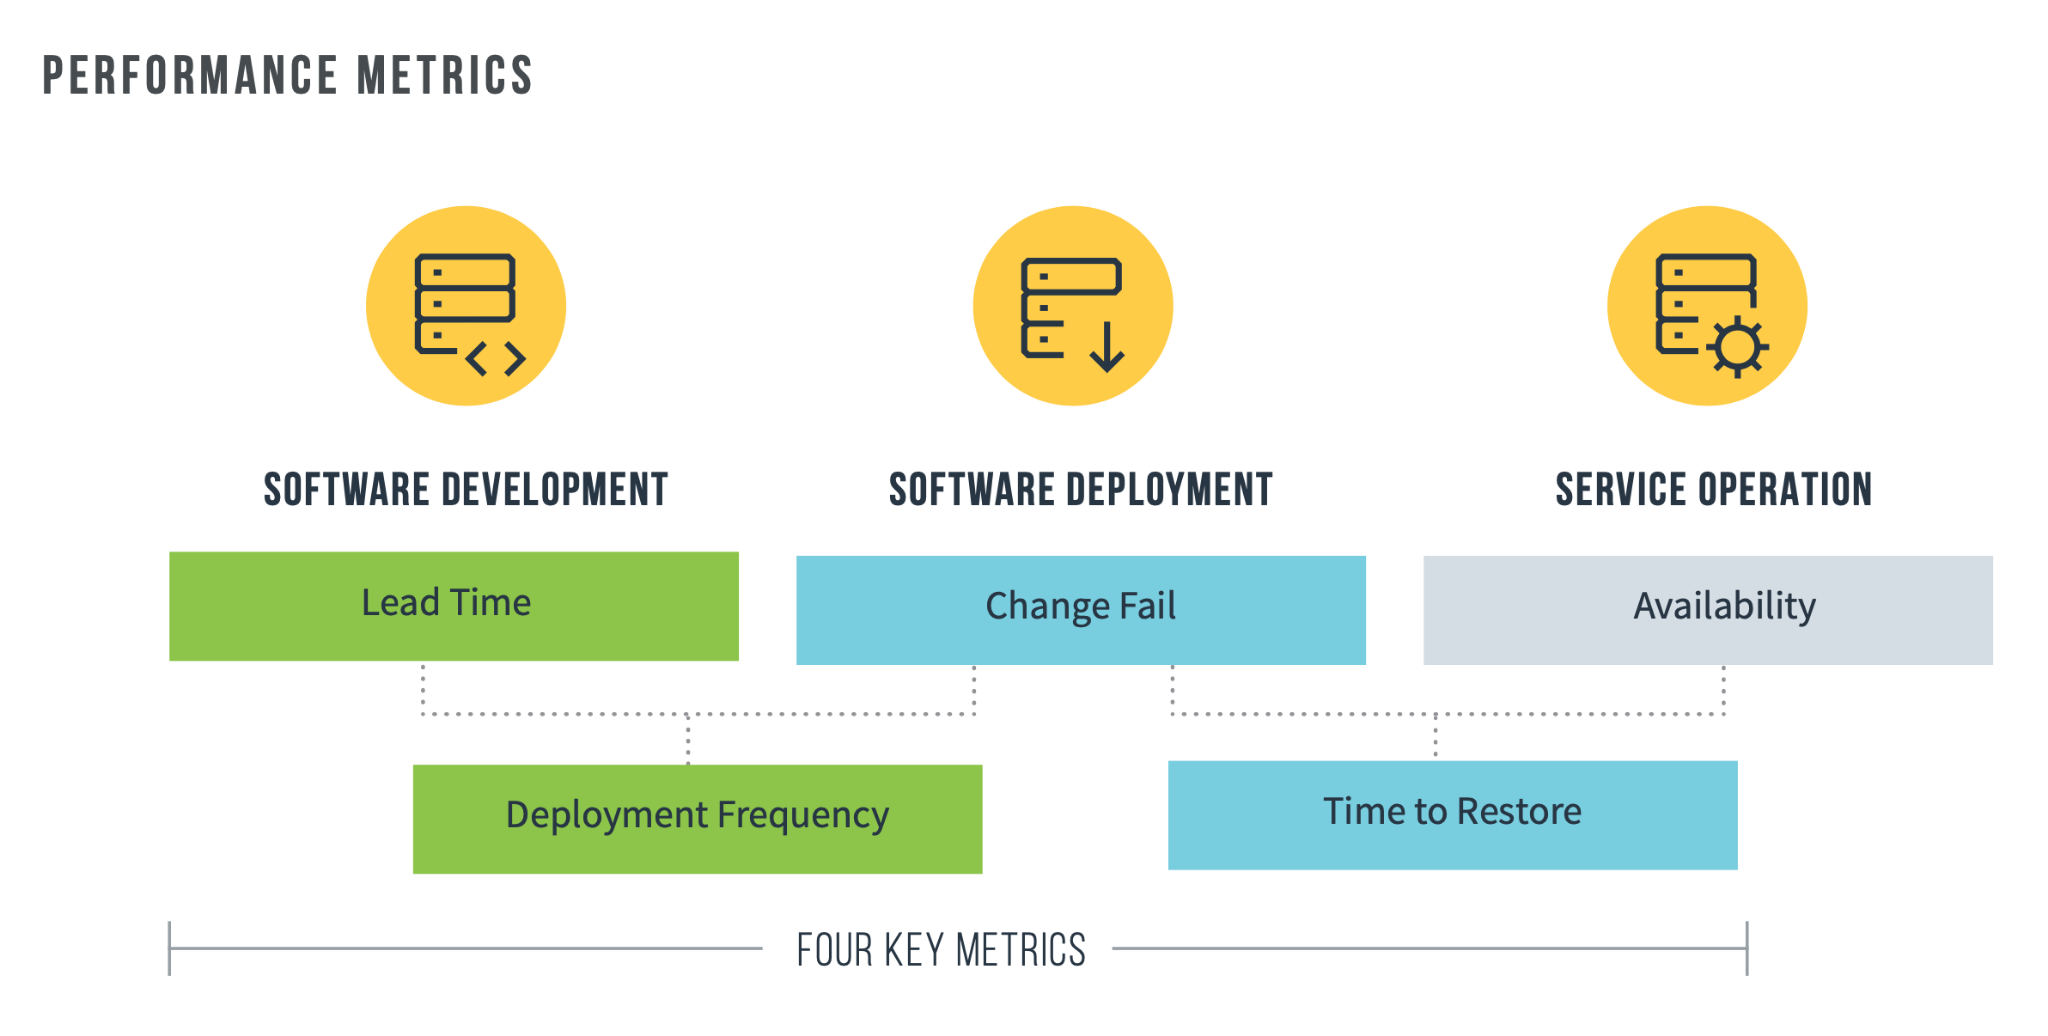 PERFORMANCE METRICS
SOFTWARE DEVELOPMENT
SOFTWARE DEPLOYMENT
SERVICE OPERATION
Lead Time
Change Fail
Availability
Deployment Frequency
Time to Restore
FOUR KEY METRICS